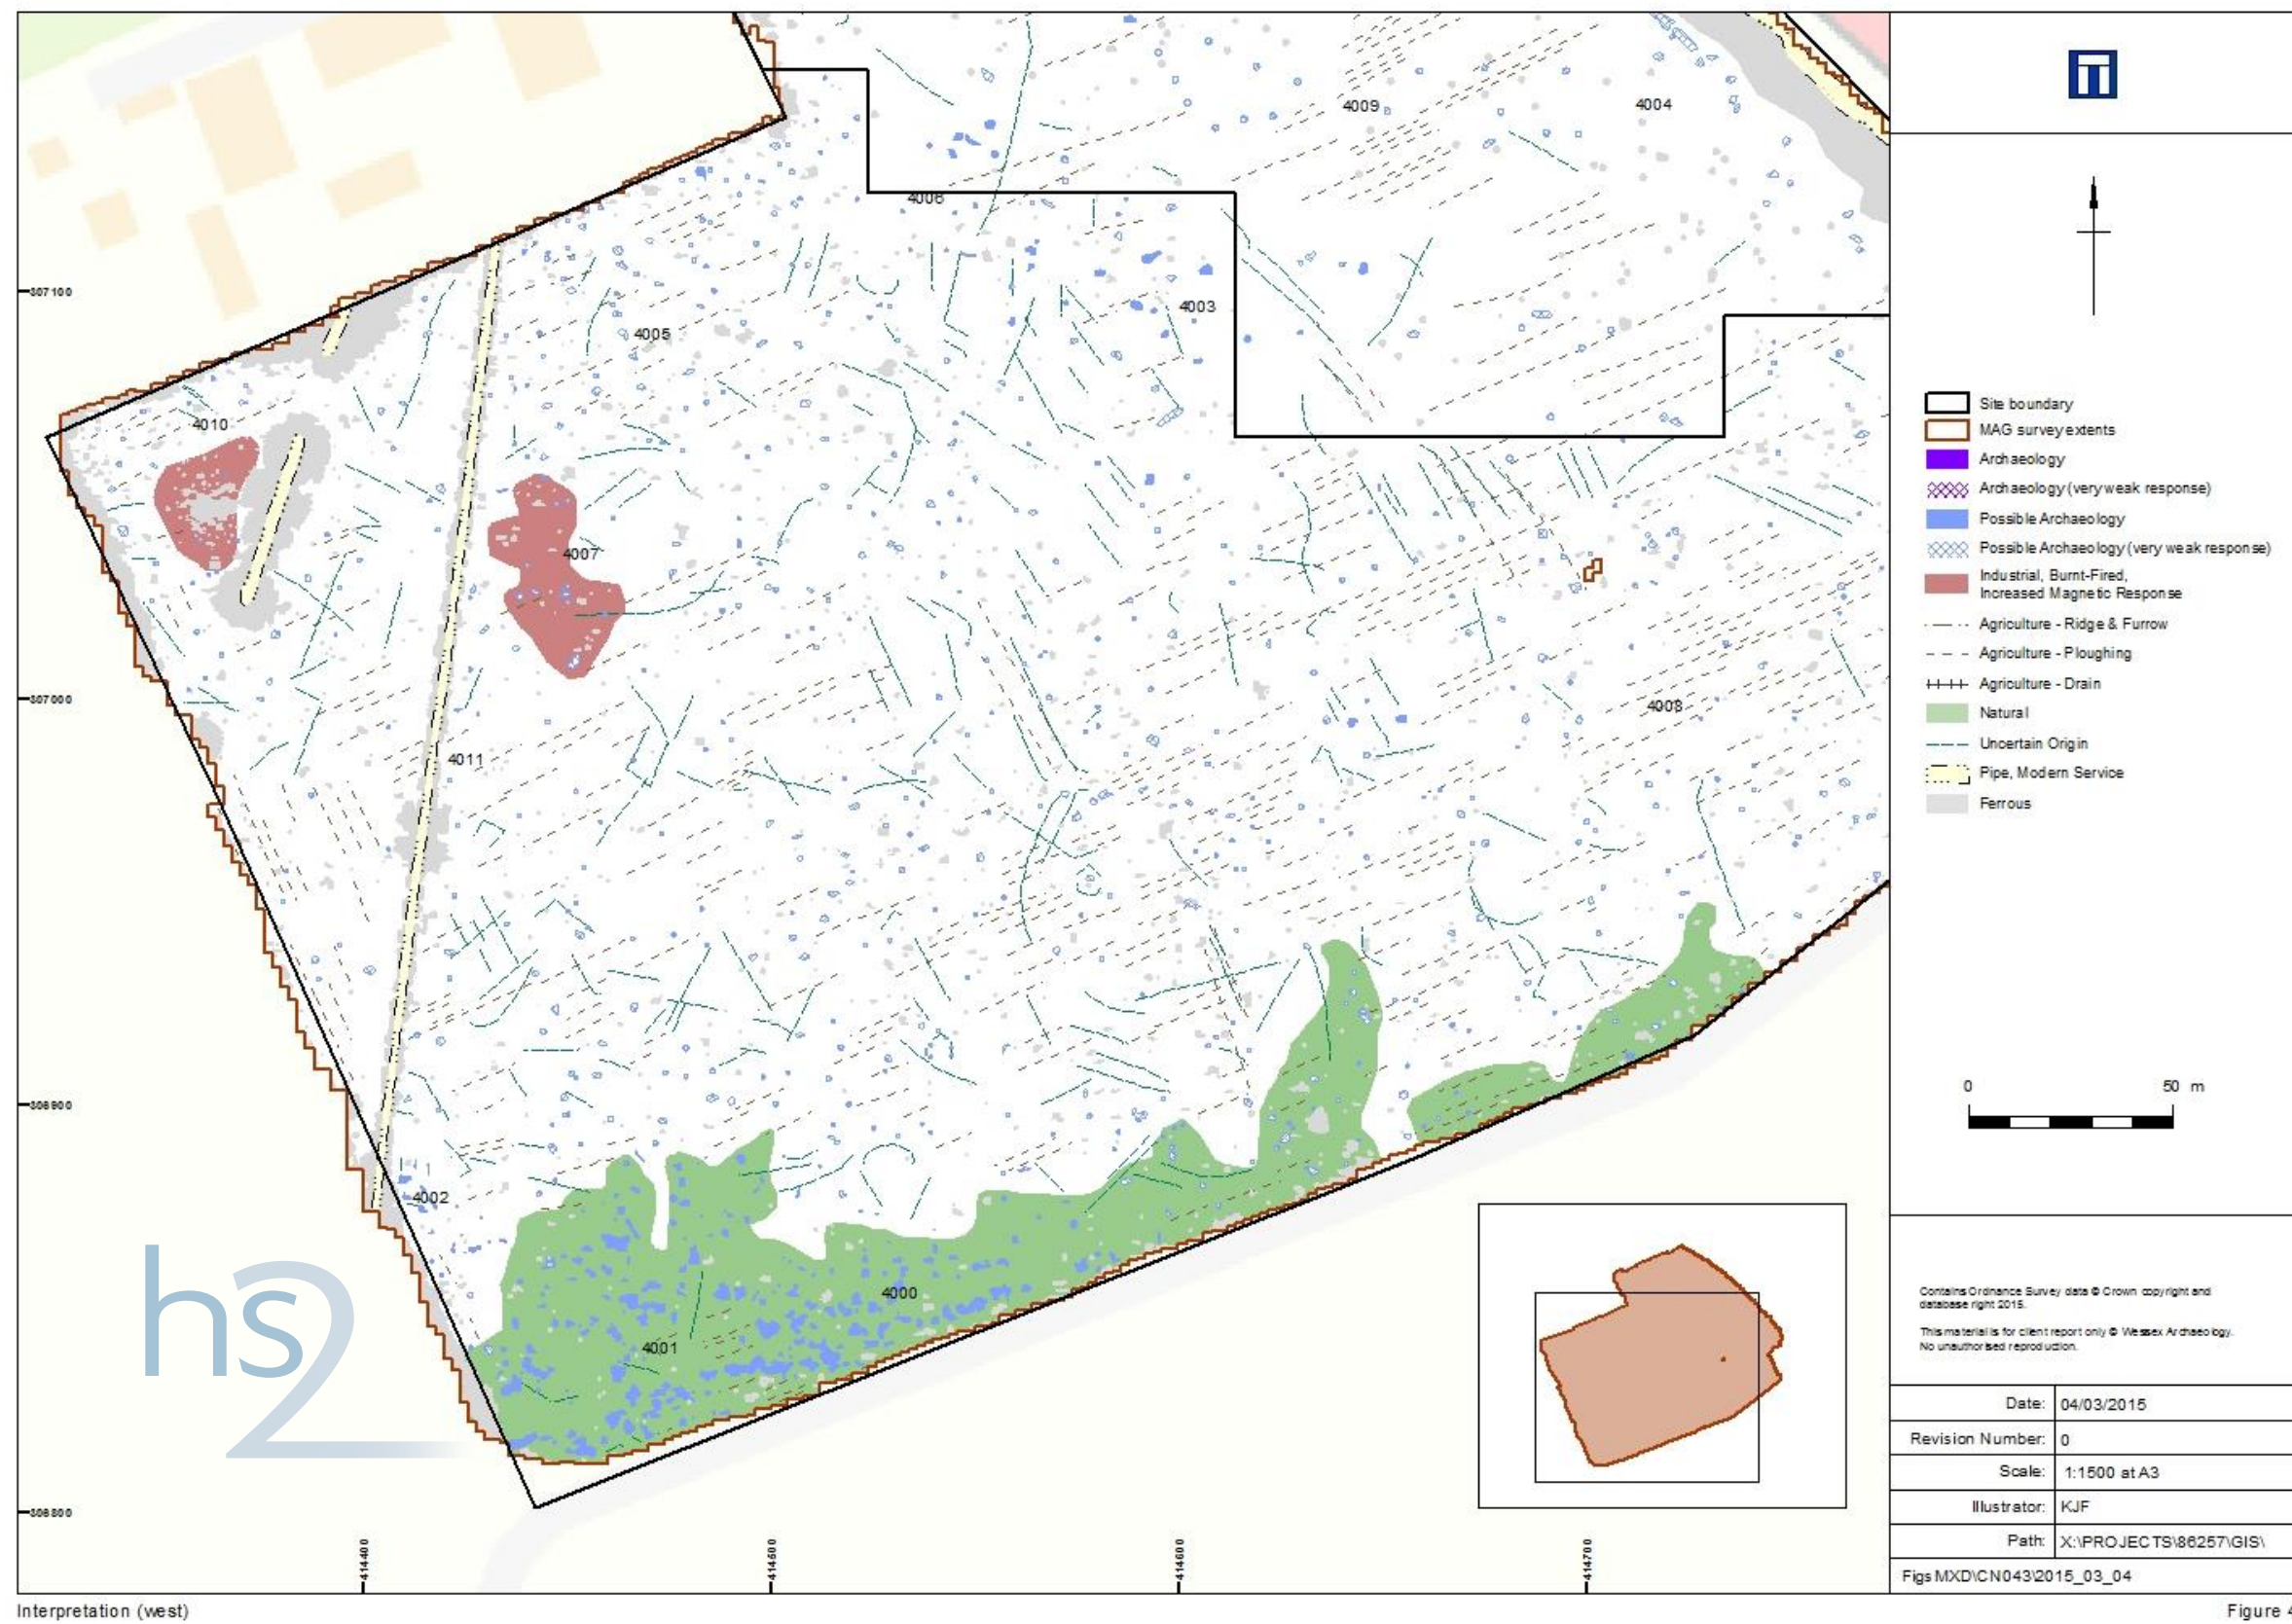 4009
4004
4006
307100
4003
4005
4010
4007
307000
4008
4011
306900
4002
4000
4001
hs2
306800
414400
414500
414600
414700
Site boundary
MAG survey extents
Archaeology
Archaeology (very weak response)
Possible Archaeology
Possible Archaeology (very weak response)
Industrial, Burnt-Fired,
Increased Magnetic Response
Agriculture - Ridge & Furrow
Agriculture - Ploughing
Agriculture - Drain
Natural
Uncertain Origin
Pipe, Modern Service
Ferrous
0 50 m
Contains Ordnance Survey data © Crown copyright and
database right 2015.
This material is for client report only © Wessex Archaeology.
No unauthorised reproduction.
Date: 04/03/2015
Revision Number: 0
Scale: 1:1500 at A3
Illustrator: KJF
Path: X:\PROJECTS\86257\GIS\
Figs MXD\CN043\2015_03_04
Interpretation (west)
Figure 4